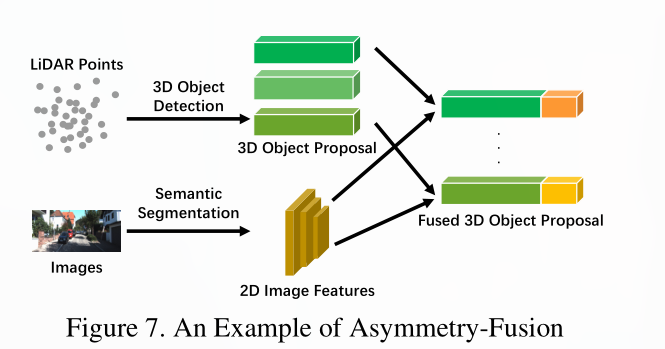 LiDAR Points
3D Object
Detection
3D Object Proposal
Semantic
Segmentation
Images
2D Image Features
.
.
.
Fused 3D Object Proposal
Figure 7. An Example of Asymmetry-Fusion